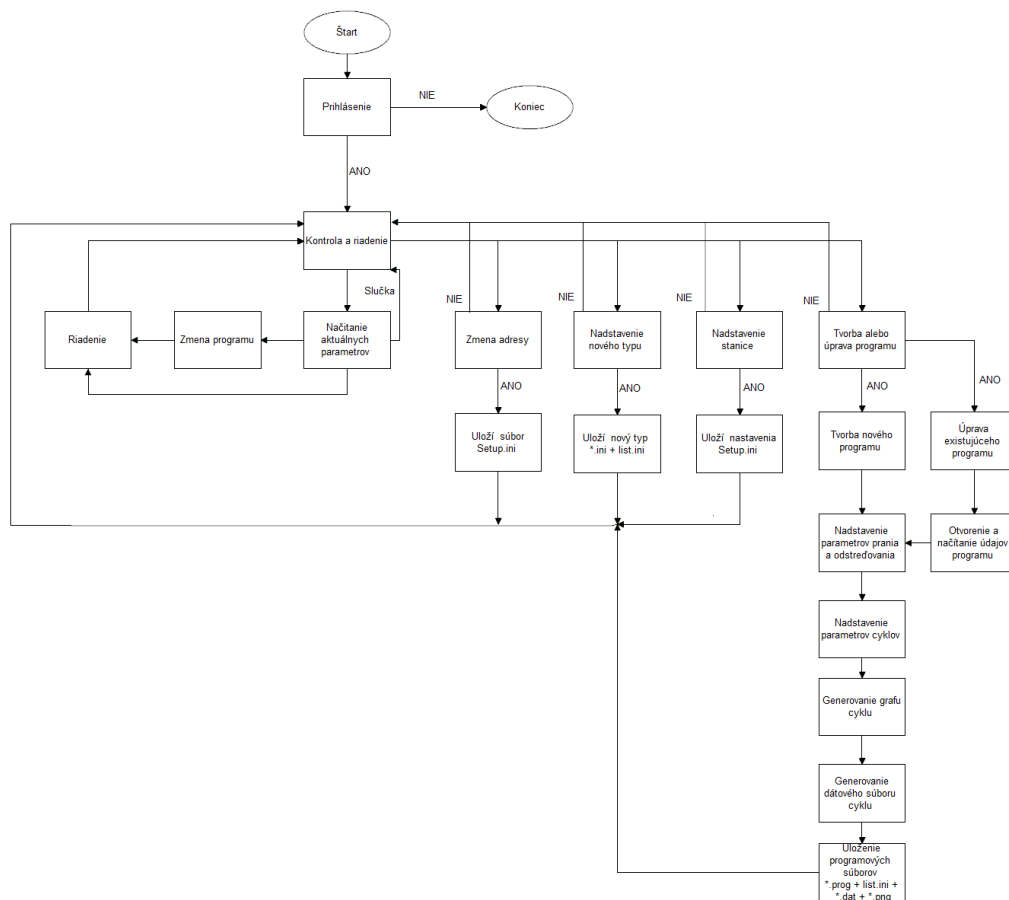 Štart
Prihlásenie
NIE
Koniec
ANO
Kontrola a riadenie
Slučka
NIE
NIE
NIE
NIE
Riadenie
Zmena programu
Načitanie
aktuálnych
parametrov
Zmena adresy
Nadstavenie
nového typu
Nadstavenie
stanice
Tvorba alebo
úprava programu
ANO
ANO
ANO
ANO
ANO
Uloží súbor
Setup.ini
Uloží nový typ
*.ini + list.ini
Uloží nastavenia
Setup.ini
Tvorba nového
programu
Úprava
existujúceho
programu
Nadstavenie
parametrov prania
a odstreďovania
Otvorenie a
načítanie údajov
programu
Nadstavenie
parametrov cyklov
Generovanie grafu
cyklu
Generovanie
dátového súboru
cyklu
Uloženie
programových
súborov
*.prog + list.ini +
*.dat + *.png